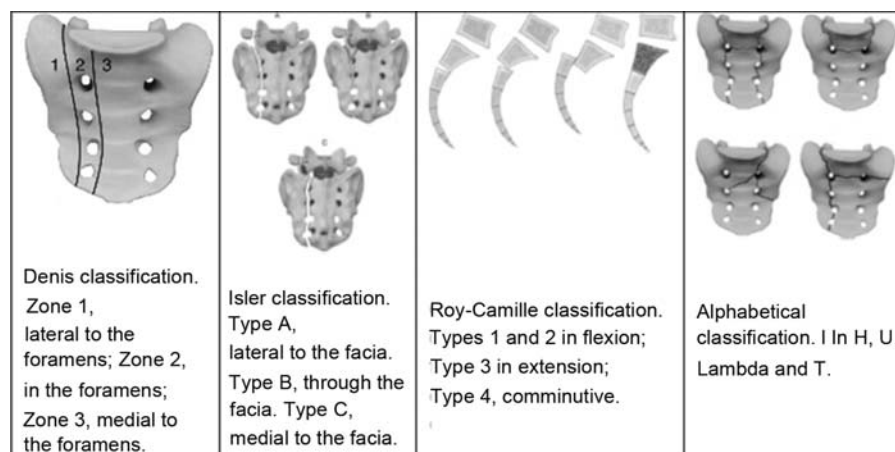 1
2
3
A
B
C
Denis classification.
Zone 1,
lateral to the
foramens; Zone 2,
in the foramens;
Zone 3, medial to
the foramens.
Isler classification.
Type A,
lateral to the facia.
Type B, through the
facia. Type C,
medial to the facia.
Roy-Camille classification.
Types 1 and 2 in flexion;
Type 3 in extension;
Type 4, comminutive.
Alphabetical
classification. I In H, U
Lambda and T.